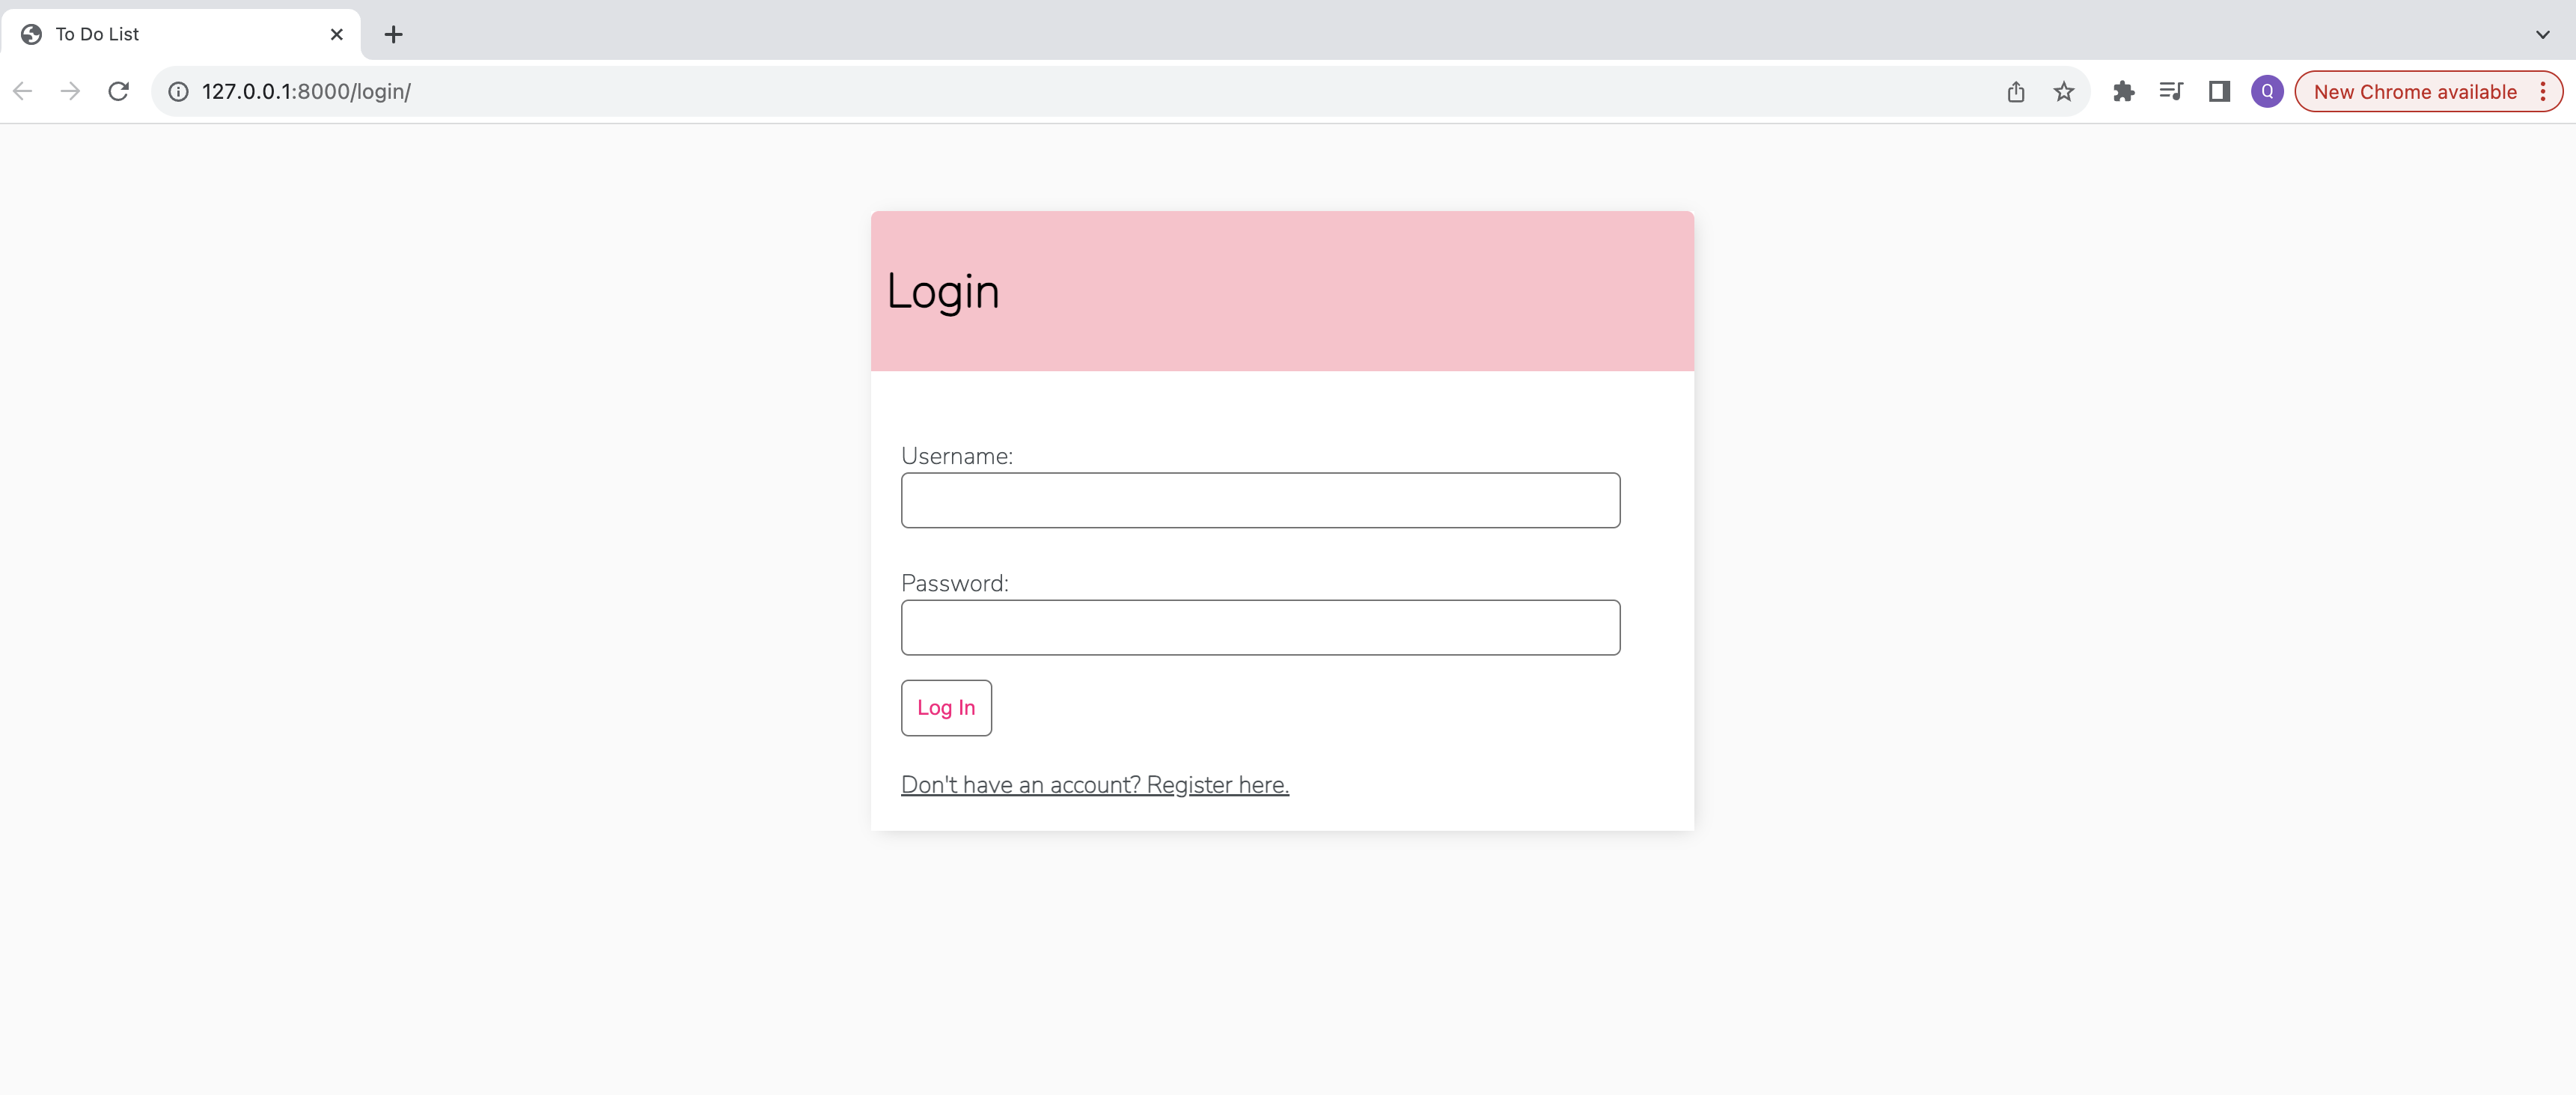 To Do List
127.0.0.1:8000/login/
Q
New Chrome available
Login
Username:
Password:
Log In
Don't have an account? Register here.